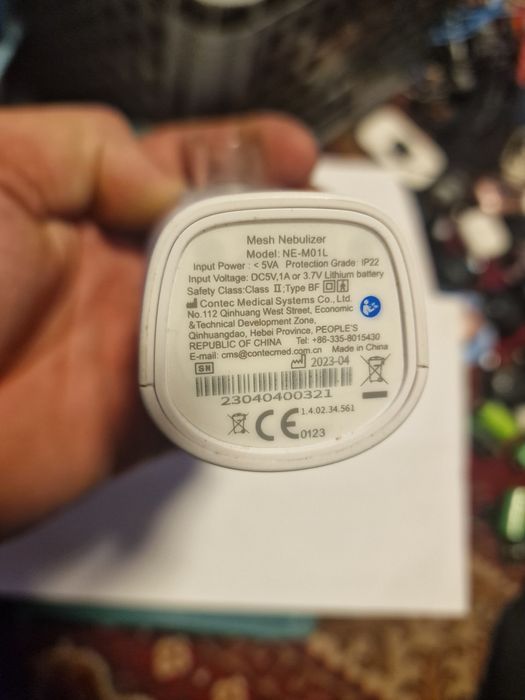 Mesh Nebulizer
Model: NE-M01L
Input Power : < 5VA Protection Grade: IP22
Input Voltage: DC5V,1A or 3.7V Lithium battery
Safety Class:Class II;Type BF
Contec Medical Systems Co., Ltd.
No.112 Qinhuang West Street, Economic
&Technical Development Zone,
Qinhuangdao, Hebei Province, PEOPLE'S
REPUBLIC OF CHINA Tel: +86-335-8015430
E-mail: cms@contecmed.com.cn Made in China
SN 2023-04
23040400321
CE 1.4.02.34.561
0123